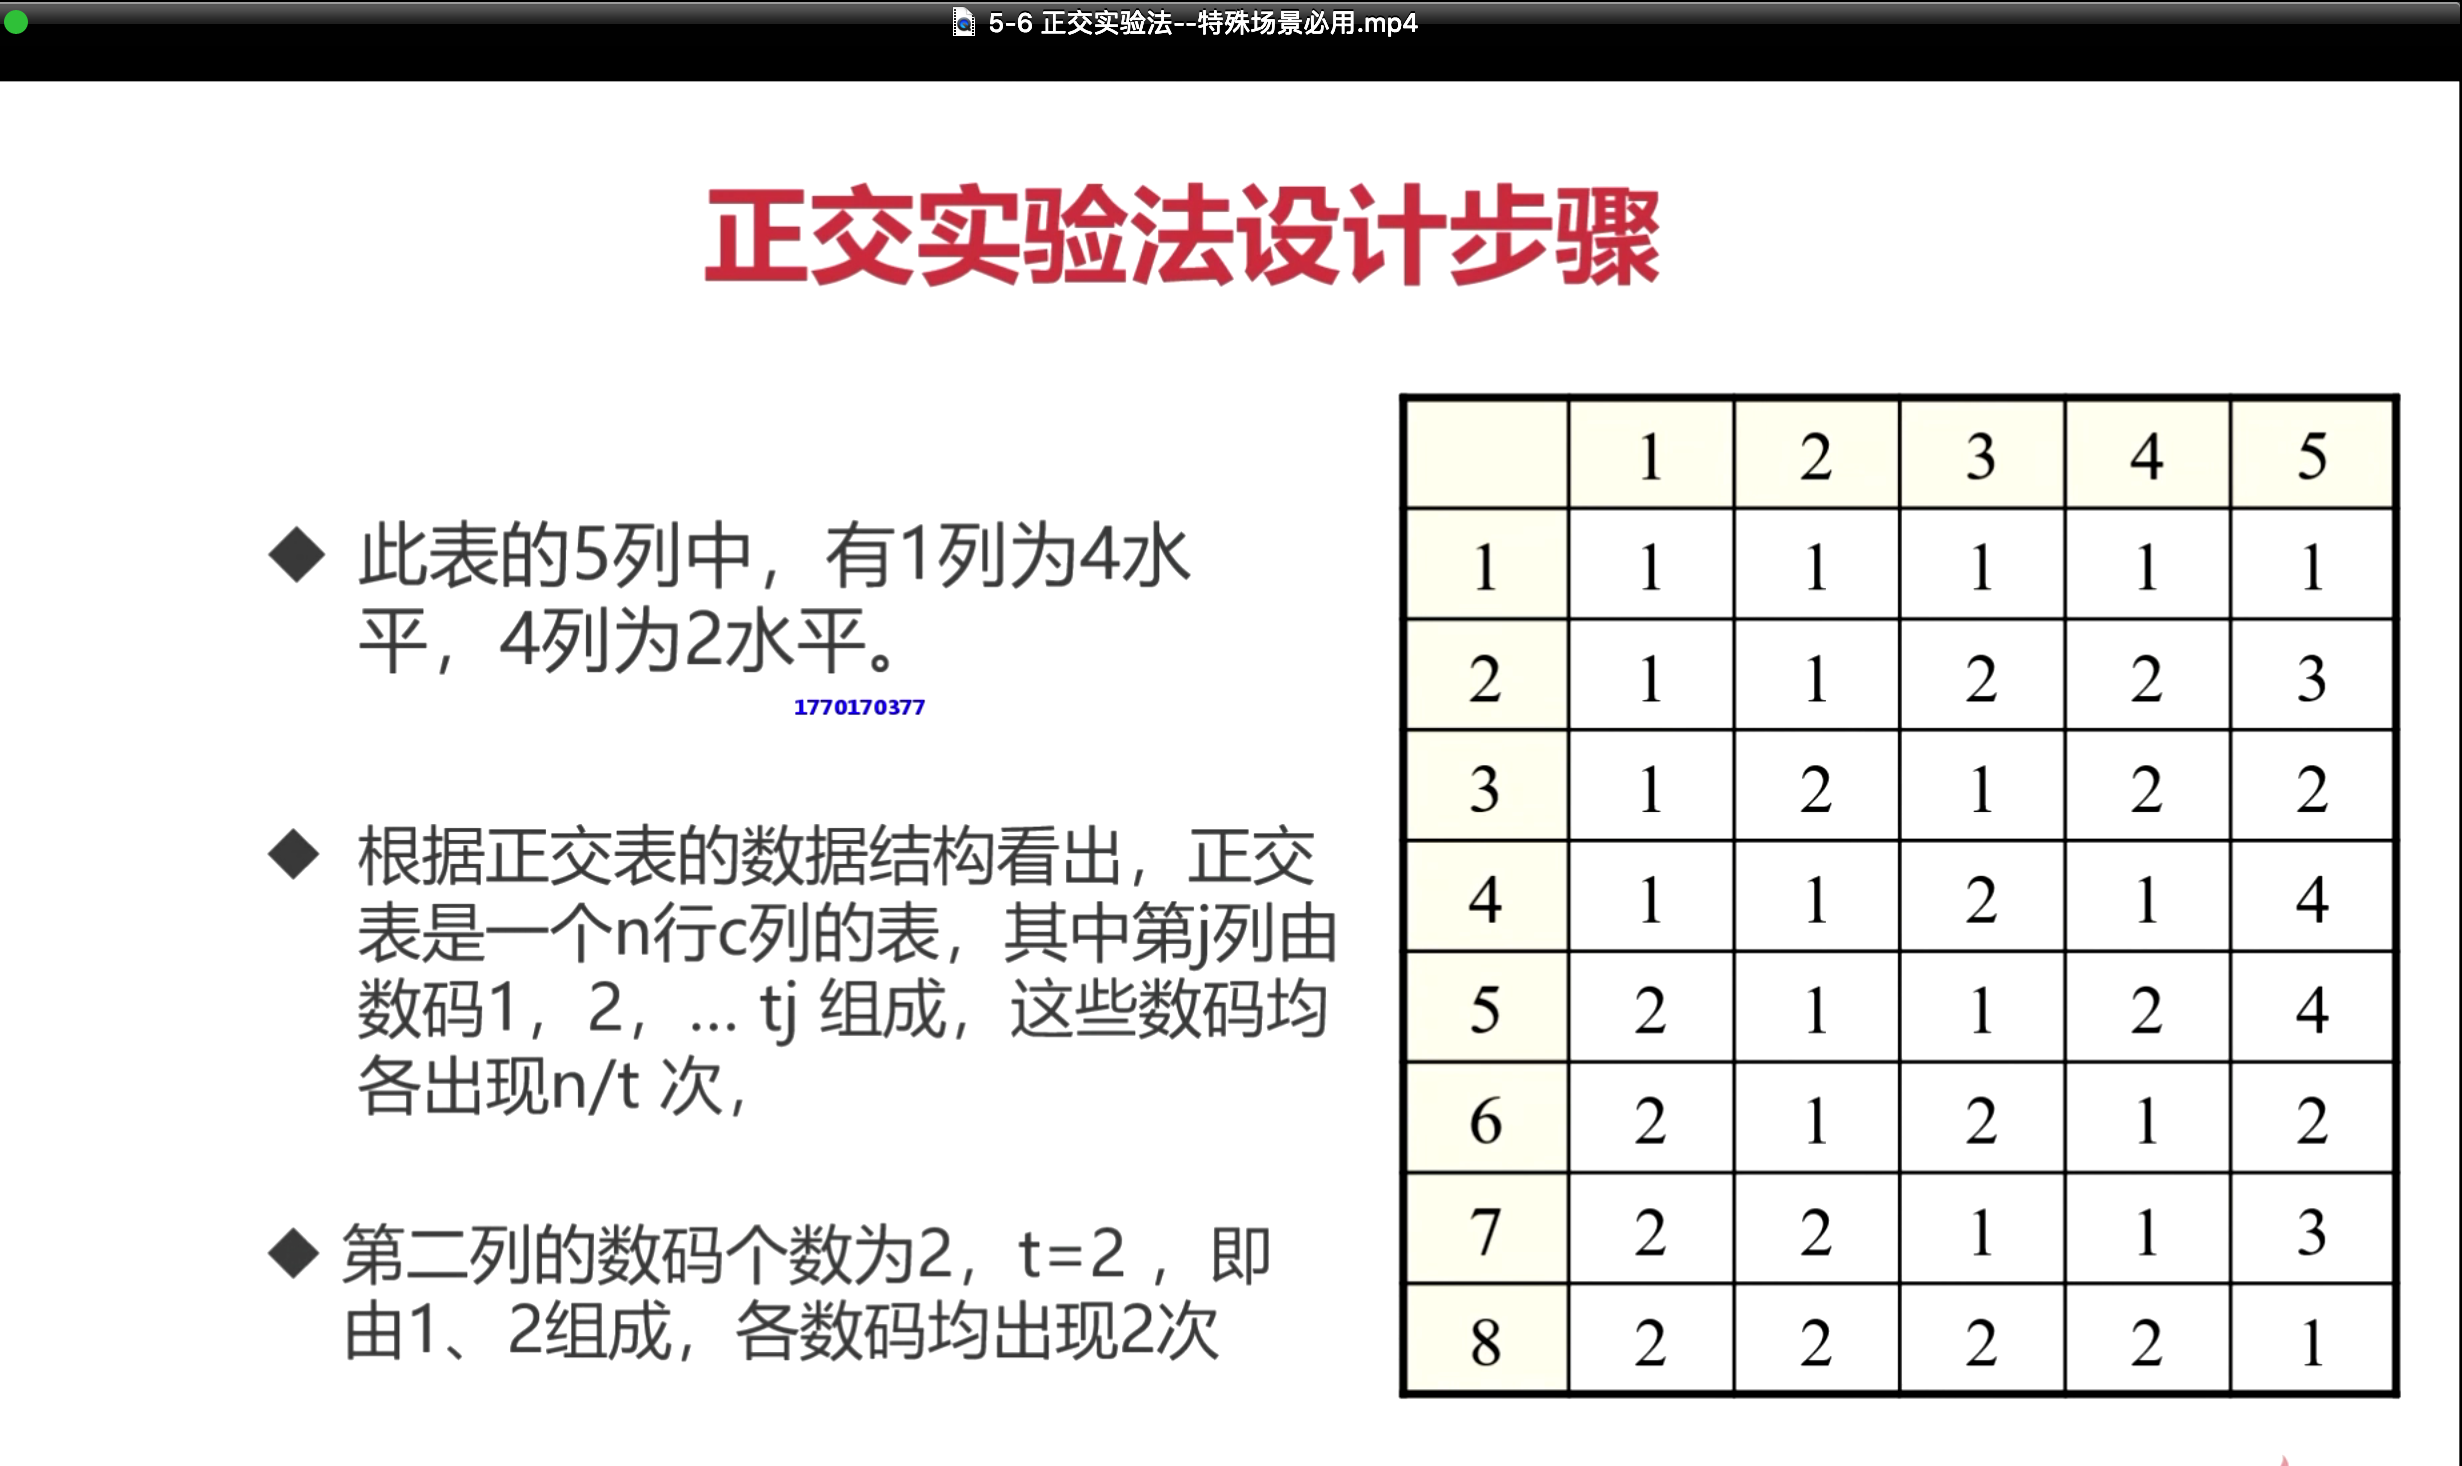 5-6 正交实验法--特殊场景必用.mp4
正交实验法设计步骤
◆ 此表的5列中，有1列为4水
平，4列为2水平。
1770170377
◆ 根据正交表的数据结构看出，正交
表是一个n行c列的表，其中第j列由
数码1，2，... tj 组成，这些数码均
各出现n/t 次，
◆ 第二列的数码个数为2，t=2 ，即
由1、2组成，各数码均出现2次
1 2 3 4 5
1 1 1 1 1 1
2 1 1 2 2 3
3 1 2 1 2 2
4 1 1 2 1 4
5 2 1 1 2 4
6 2 1 2 1 2
7 2 2 1 1 3
8 2 2 2 2 1